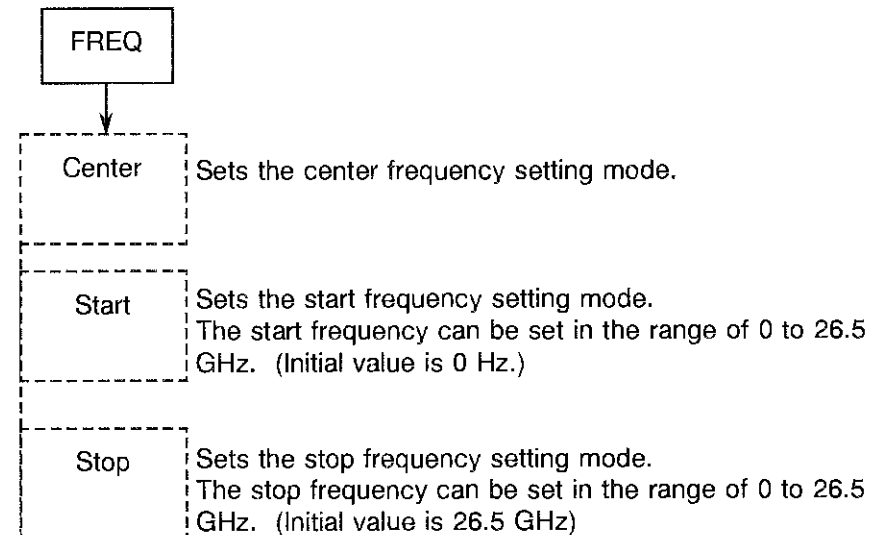 FREQ
Center
Sets the center frequency setting mode.
Start
Sets the start frequency setting mode.
The start frequency can be set in the range of 0 to 26.5
GHz. (Initial value is 0 Hz.)
Stop
Sets the stop frequency setting mode.
The stop frequency can be set in the range of 0 to 26.5
GHz. (Initial value is 26.5 GHz)